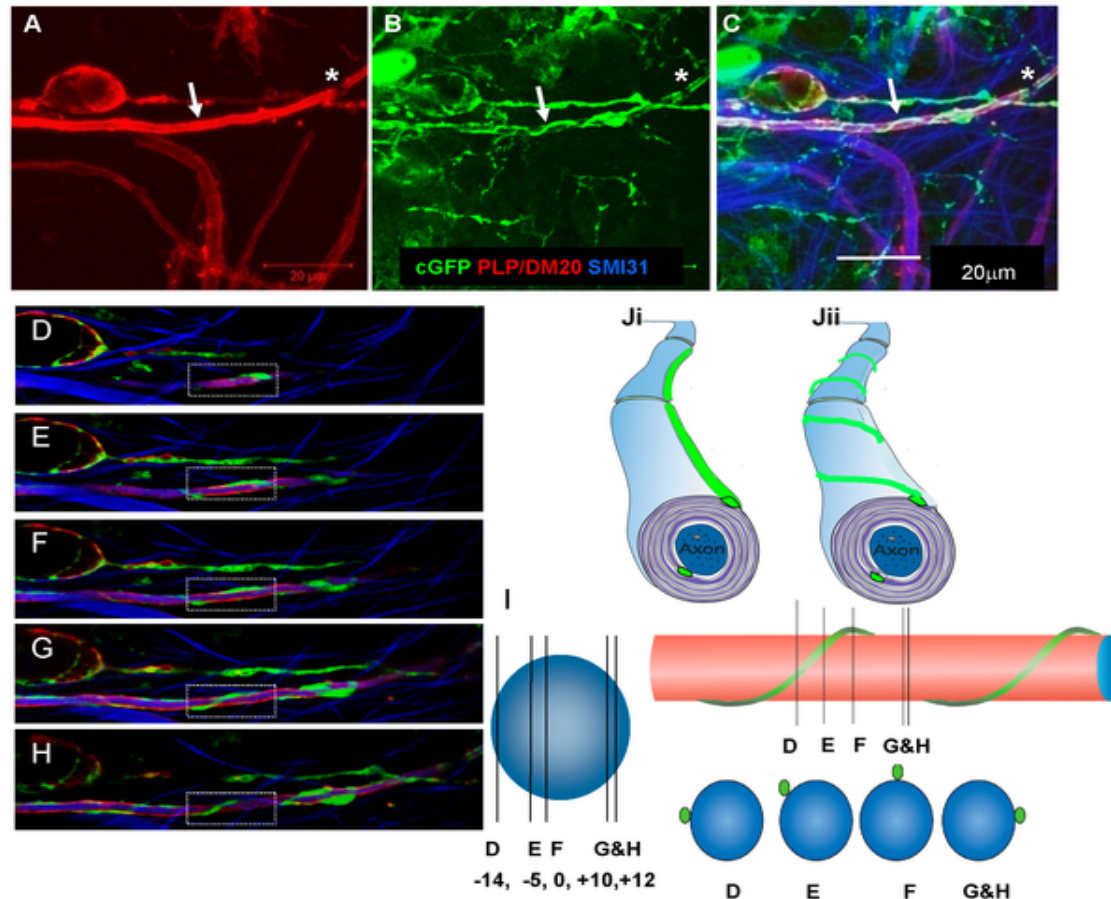 A
*
20 μm
B
*
cGFP PLP/DM20 SMI31
C
*
20μm
D
E
F
G
H
Ji
Jii
Axon
Axon
I
D E F G&H
-14, -5, 0, +10,+12
D E F G&H
D E F G&H